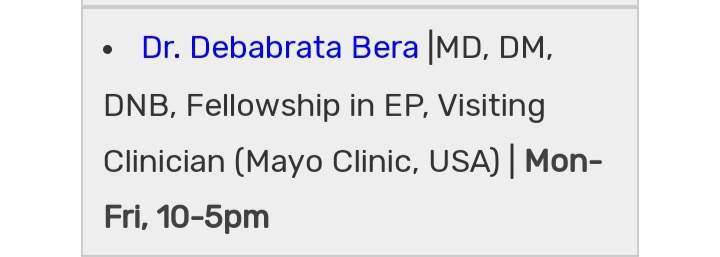 • Dr. Debabrata Bera |MD, DM,
DNB, Fellowship in EP, Visiting
Clinician (Mayo Clinic, USA) | Mon-
Fri, 10-5pm